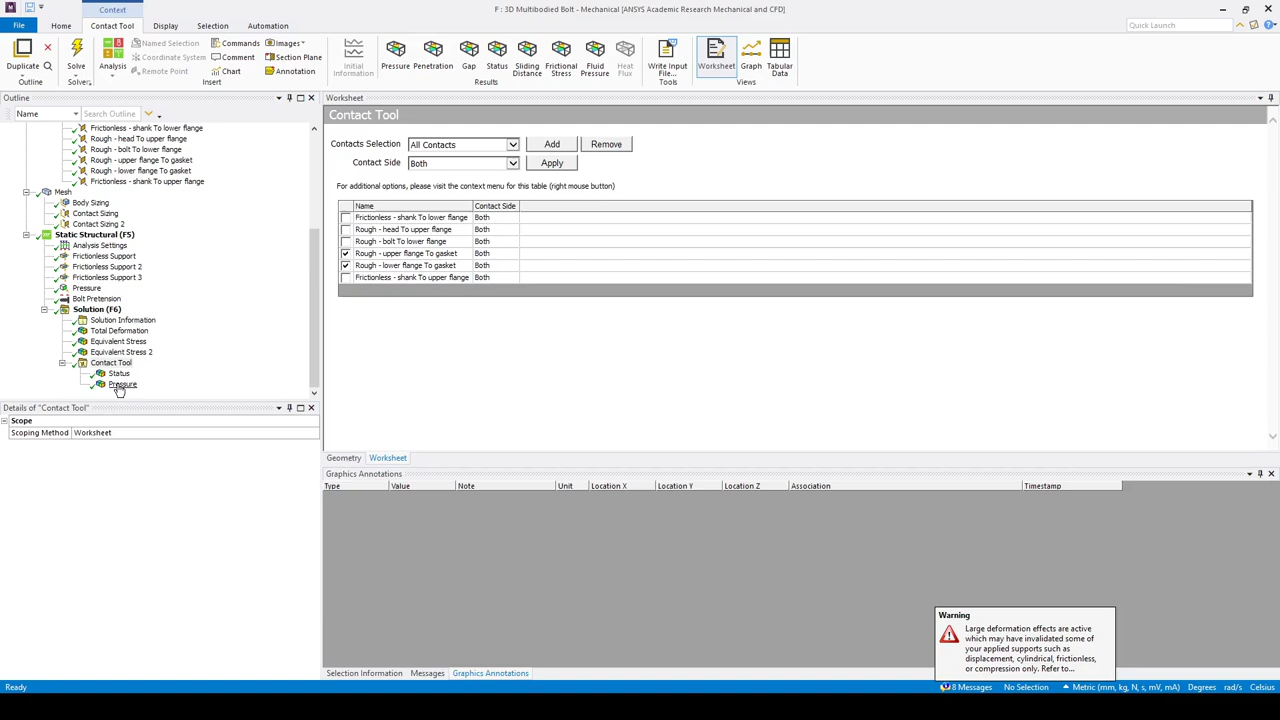 Context
F : 3D Multibodied Bolt - Mechanical [ANSYS Academic Research Mechanical and CFD]
File
Home
Contact Tool
Display
Selection
Automation
Quick Launch
Duplicate
Outline
Solve
Solver
Analysis
Named Selection
Coordinate System
Remote Point
Commands
Comment
Chart
Images
Section Plane
Annotation
Insert
Initial Information
Pressure
Penetration
Gap
Status
Sliding Distance
Frictional Stress
Fluid Pressure
Heat Flux
Results
Write Input File...
Tools
Worksheet
Graph
Tabular Data
Views
Outline
Name
Search Outline
Frictionless - shank To lower flange
Rough - head To upper flange
Rough - bolt To lower flange
Rough - upper flange To gasket
Rough - lower flange To gasket
Frictionless - shank To upper flange
Mesh
Body Sizing
Contact Sizing
Contact Sizing 2
Static Structural (F5)
Analysis Settings
Frictionless Support
Frictionless Support 2
Frictionless Support 3
Pressure
Bolt Pretension
Solution (F6)
Solution Information
Total Deformation
Equivalent Stress
Equivalent Stress 2
Contact Tool
Status
Pressure
Details of "Contact Tool"
Scope
Scoping Method Worksheet
Worksheet
Contact Tool
Contacts Selection All Contacts Add Remove
Contact Side Both Apply
For additional options, please visit the context menu for this table (right mouse button)
Name Contact Side
Frictionless - shank To lower flange Both
Rough - head To upper flange Both
Rough - bolt To lower flange Both
Rough - upper flange To gasket Both
Rough - lower flange To gasket Both
Frictionless - shank To upper flange Both
Geometry Worksheet
Graphics Annotations
Type Value Note Unit Location X Location Y Location Z Association Timestamp
Warning
Large deformation effects are active
which may have invalidated some of
your applied supports such as
displacement, cylindrical, frictionless,
or compression only. Refer to...
Selection Information Messages Graphics Annotations
Ready
8 Messages No Selection Metric (mm, kg, N, s, mV, mA) Degrees rad/s Celsius